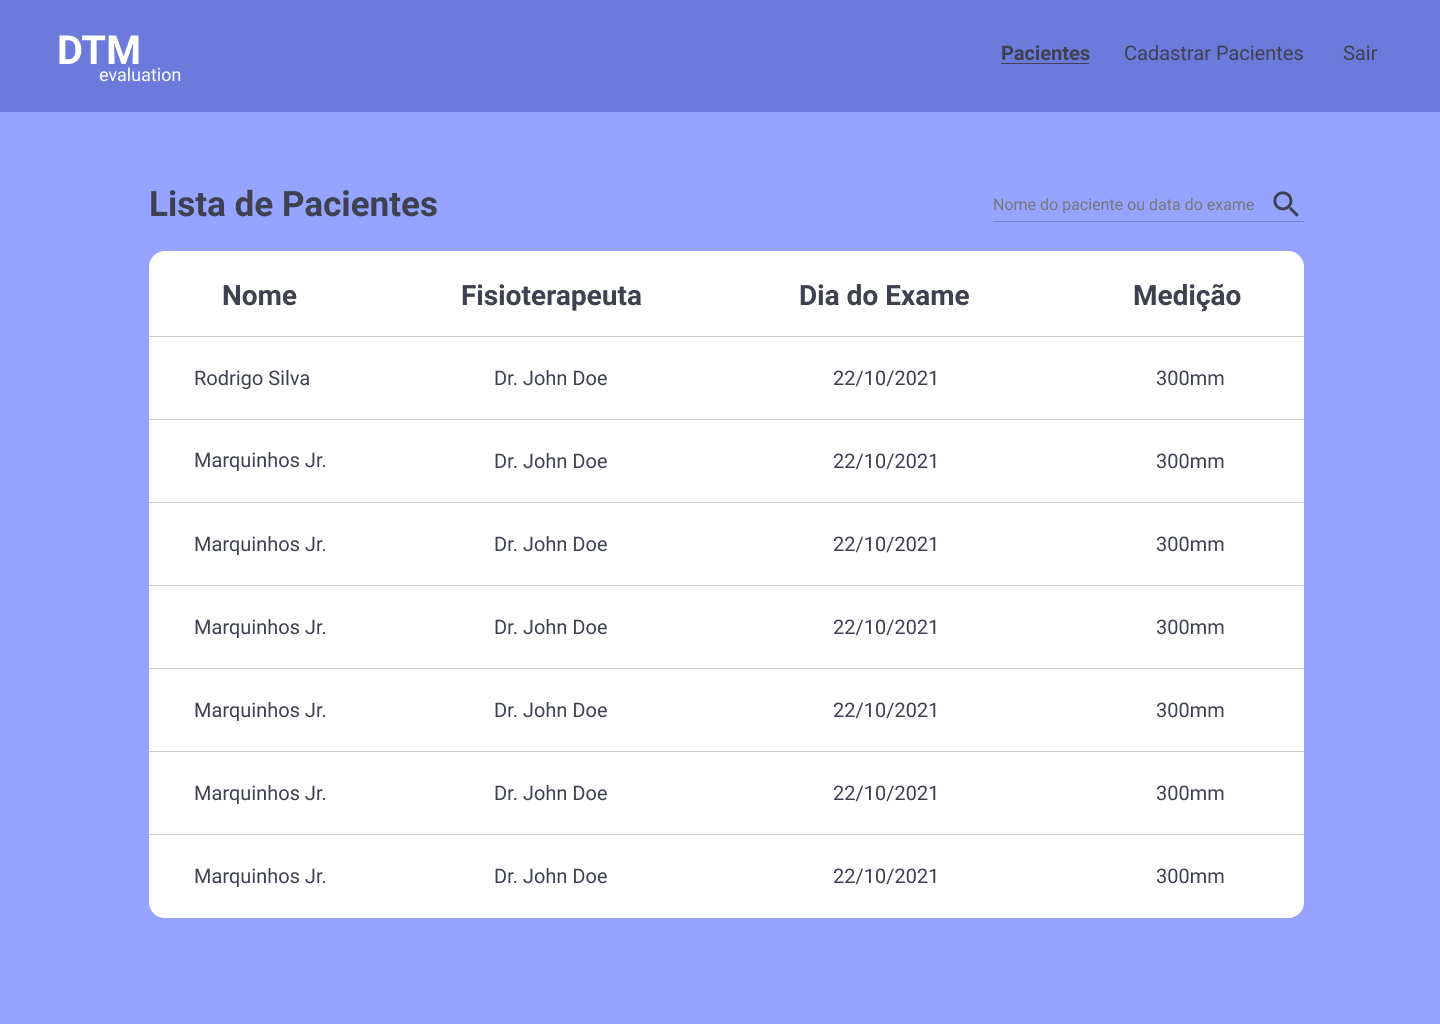 DTM
evaluation
Pacientes Cadastrar Pacientes Sair
Lista de Pacientes
Nome do paciente ou data do exame
Nome Fisioterapeuta Dia do Exame Medição
Rodrigo Silva Dr. John Doe 22/10/2021 300mm
Marquinhos Jr. Dr. John Doe 22/10/2021 300mm
Marquinhos Jr. Dr. John Doe 22/10/2021 300mm
Marquinhos Jr. Dr. John Doe 22/10/2021 300mm
Marquinhos Jr. Dr. John Doe 22/10/2021 300mm
Marquinhos Jr. Dr. John Doe 22/10/2021 300mm
Marquinhos Jr. Dr. John Doe 22/10/2021 300mm